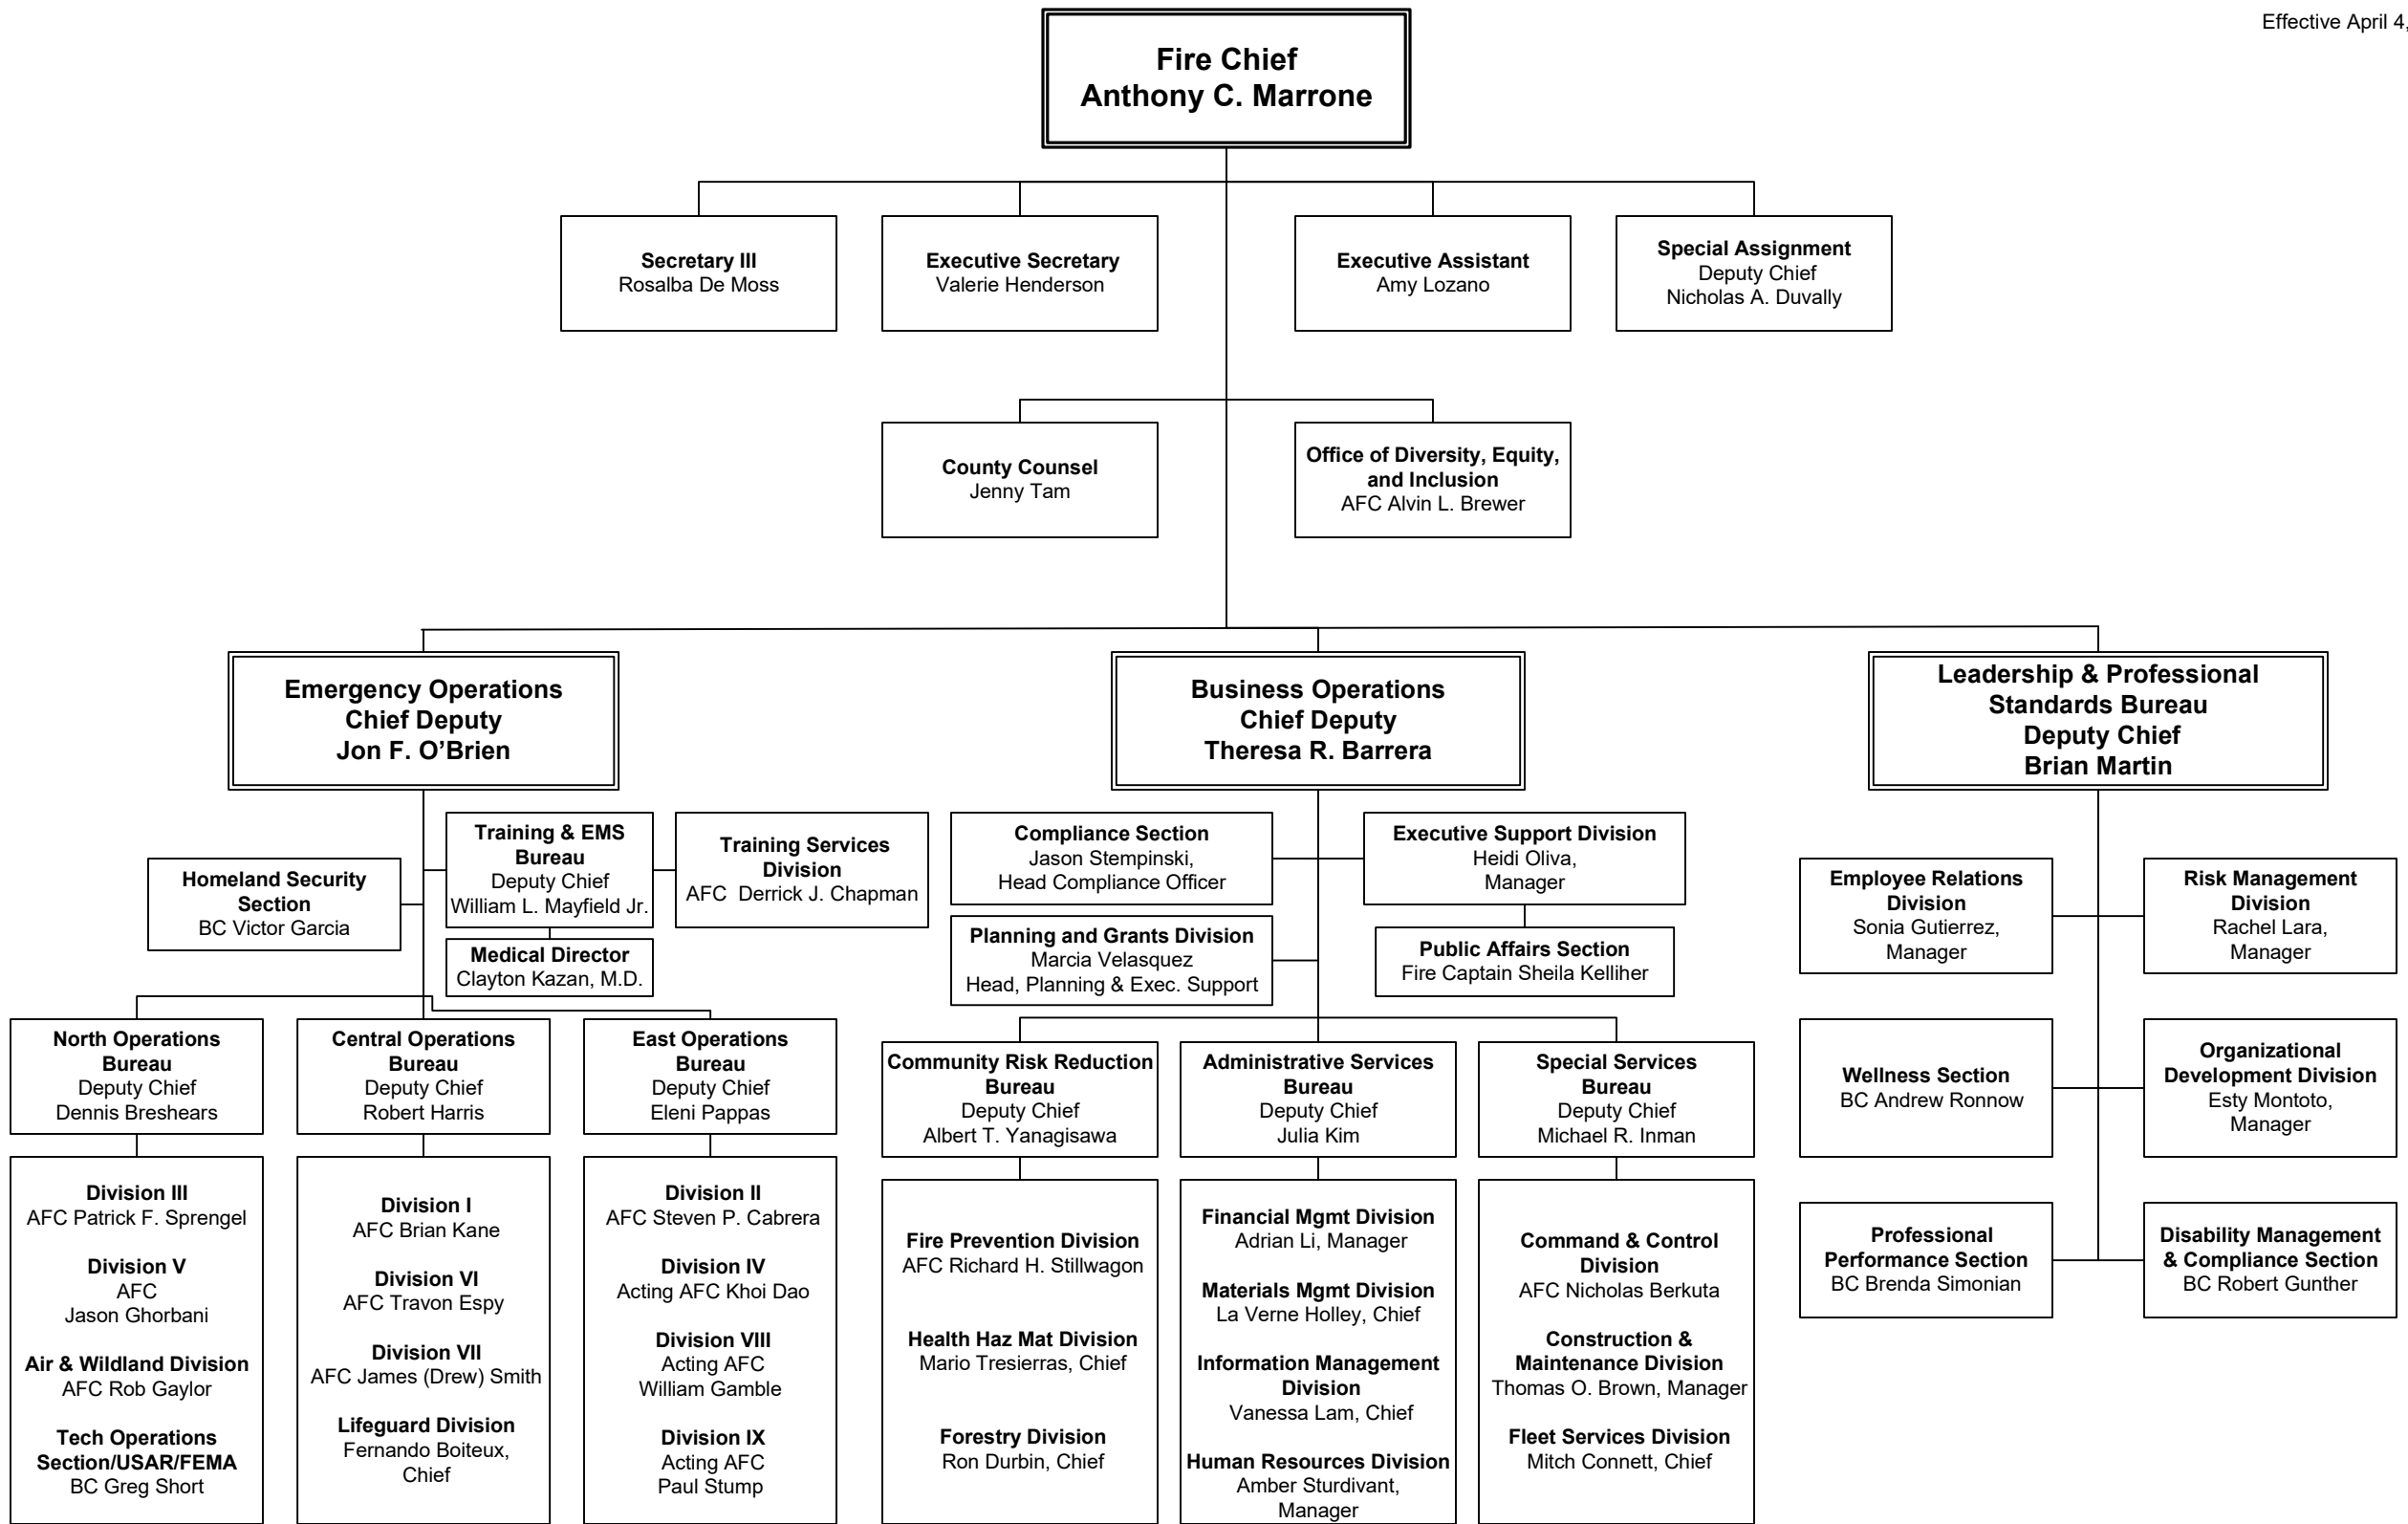 Effective April 4,
Fire Chief
Anthony C. Marrone
Secretary III
Rosalba De Moss
Executive Secretary
Valerie Henderson
Executive Assistant
Amy Lozano
Special Assignment
Deputy Chief
Nicholas A. Duvally
County Counsel
Jenny Tam
Office of Diversity, Equity,
and Inclusion
AFC Alvin L. Brewer
Emergency Operations
Chief Deputy
Jon F. O’Brien
Business Operations
Chief Deputy
Theresa R. Barrera
Leadership & Professional
Standards Bureau
Deputy Chief
Brian Martin
Homeland Security
Section
BC Victor Garcia
Training & EMS
Bureau
Deputy Chief
William L. Mayfield Jr.
Training Services
Division
AFC  Derrick J. Chapman
Medical Director
Clayton Kazan, M.D.
Compliance Section
Jason Stempinski,
Head Compliance Officer
Executive Support Division
Heidi Oliva,
Manager
Planning and Grants Division
Marcia Velasquez
Head, Planning & Exec. Support
Public Affairs Section
Fire Captain Sheila Kelliher
Employee Relations
Division
Sonia Gutierrez,
Manager
Risk Management
Division
Rachel Lara,
Manager
North Operations
Bureau
Deputy Chief
Dennis Breshears
Central Operations
Bureau
Deputy Chief
Robert Harris
East Operations
Bureau
Deputy Chief
Eleni Pappas
Community Risk Reduction
Bureau
Deputy Chief
Albert T. Yanagisawa
Administrative Services
Bureau
Deputy Chief
Julia Kim
Special Services
Bureau
Deputy Chief
Michael R. Inman
Wellness Section
BC Andrew Ronnow
Organizational
Development Division
Esty Montoto,
Manager
Division III
AFC Patrick F. Sprengel
Division V
AFC
Jason Ghorbani
Air & Wildland Division
AFC Rob Gaylor
Tech Operations
Section/USAR/FEMA
BC Greg Short
Division I
AFC Brian Kane
Division VI
AFC Travon Espy
Division VII
AFC James (Drew) Smith
Lifeguard Division
Fernando Boiteux,
Chief
Division II
AFC Steven P. Cabrera
Division IV
Acting AFC Khoi Dao
Division VIII
Acting AFC
William Gamble
Division IX
Acting AFC
Paul Stump
Fire Prevention Division
AFC Richard H. Stillwagon
Health Haz Mat Division
Mario Tresierras, Chief
Forestry Division
Ron Durbin, Chief
Financial Mgmt Division
Adrian Li, Manager
Materials Mgmt Division
La Verne Holley, Chief
Information Management
Division
Vanessa Lam, Chief
Human Resources Division
Amber Sturdivant,
Manager
Command & Control
Division
AFC Nicholas Berkuta
Construction &
Maintenance Division
Thomas O. Brown, Manager
Fleet Services Division
Mitch Connett, Chief
Professional
Performance Section
BC Brenda Simonian
Disability Management
& Compliance Section
BC Robert Gunther